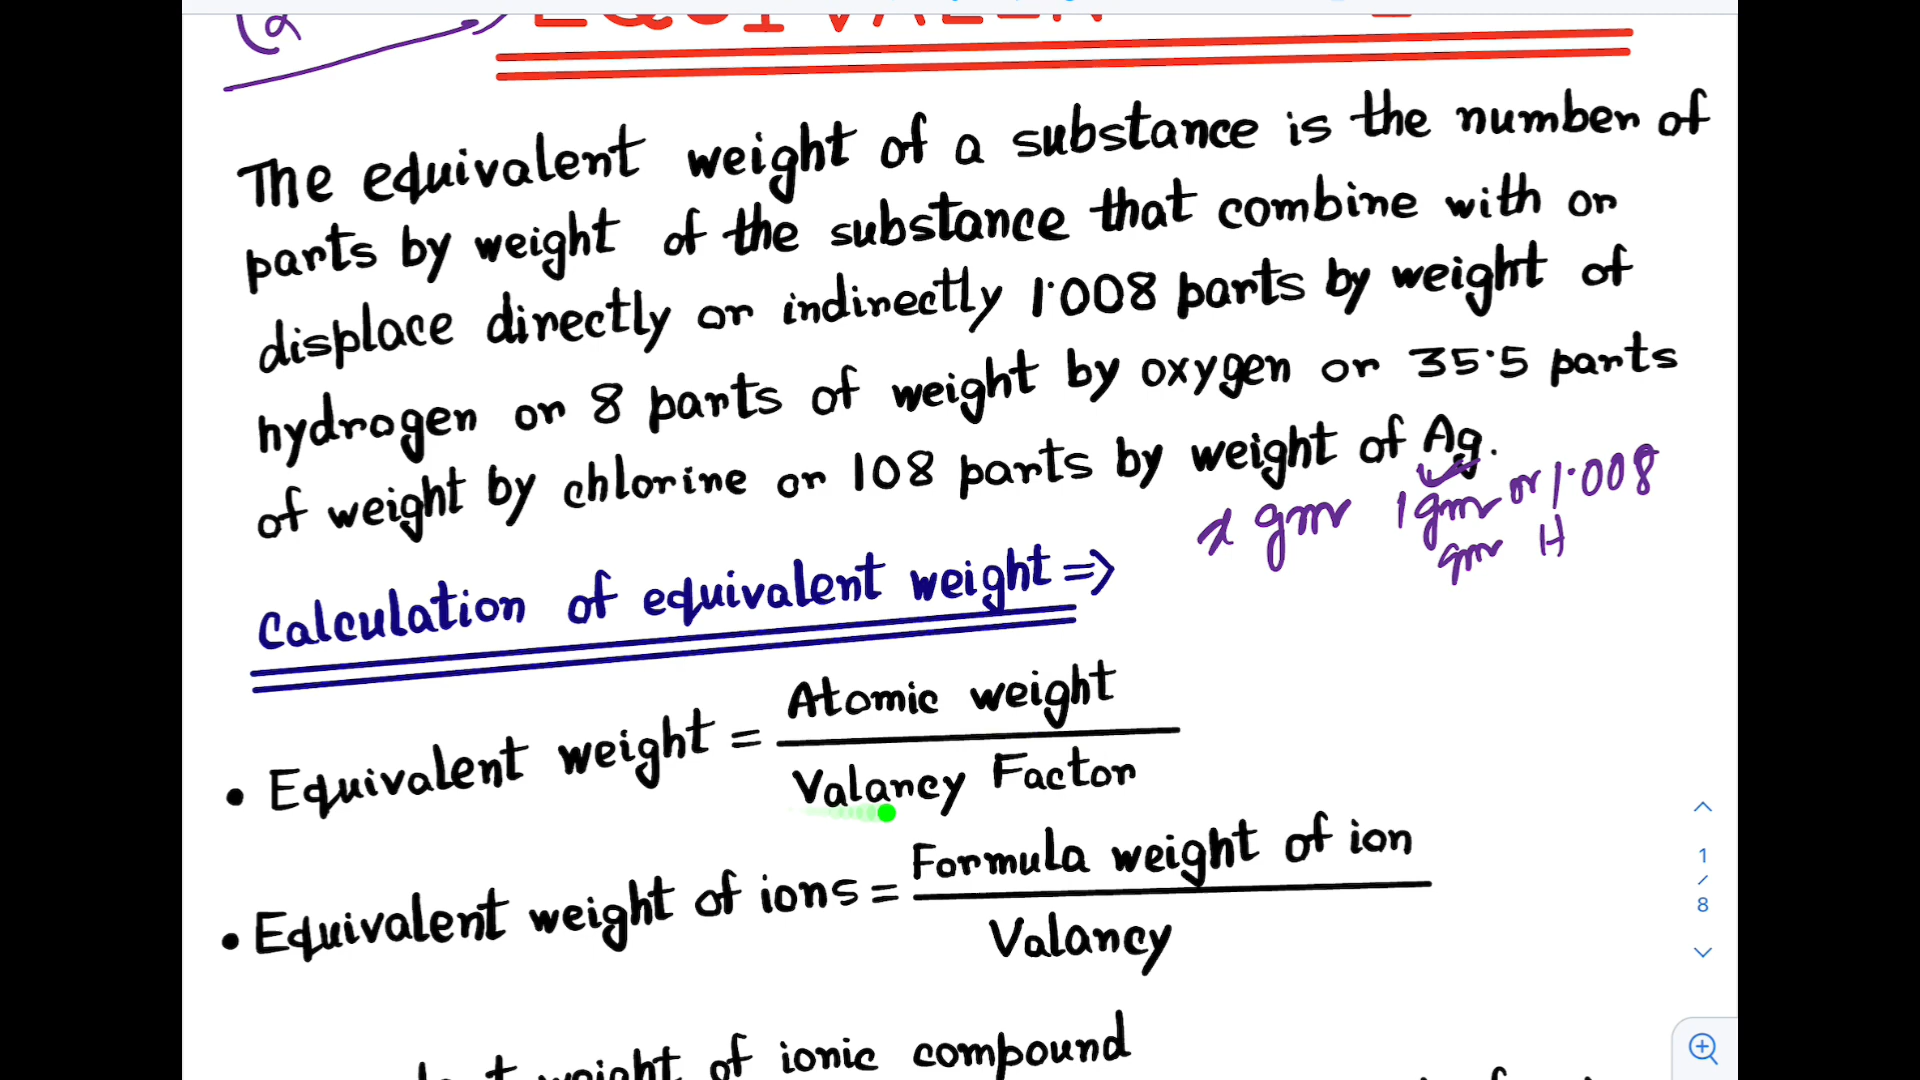 The equivalent weight of a substance is the number of
parts by weight of the substance that combine with or
displace directly or indirectly 1·008 parts by weight of
hydrogen or 8 parts of weight by oxygen or 35·5 parts
of weight by chlorine or 108 parts by weight of Ag.
x gm 1gm or 1·008
gm H
Calculation of equivalent weight ⇒
• Equivalent weight = Atomic weight
Valancy Factor
• Equivalent weight of ions = Formula weight of ion
Valancy
1
/
8
weight of ionic compound